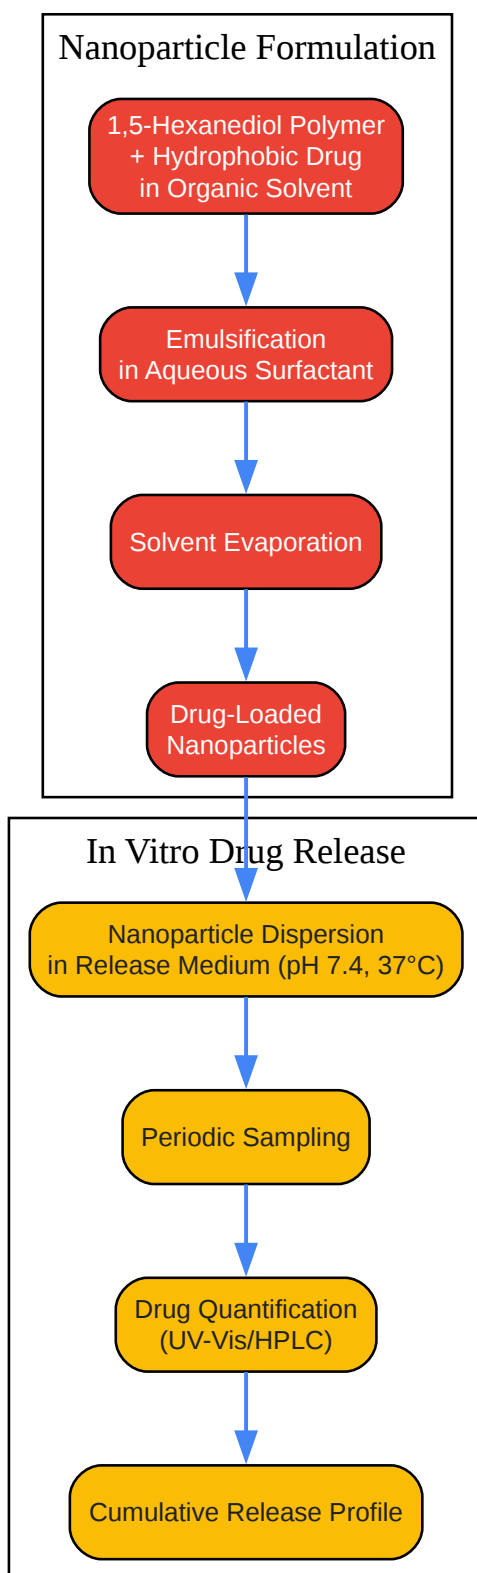 Nanoparticle Formulation
1,5-Hexanediol Polymer
+ Hydrophobic Drug
in Organic Solvent
Emulsification
in Aqueous Surfactant
Solvent Evaporation
Drug-Loaded
Nanoparticles
In Vitro Drug Release
Nanoparticle Dispersion
in Release Medium (pH 7.4, 37°C)
Periodic Sampling
Drug Quantification
(UV-Vis/HPLC)
Cumulative Release Profile